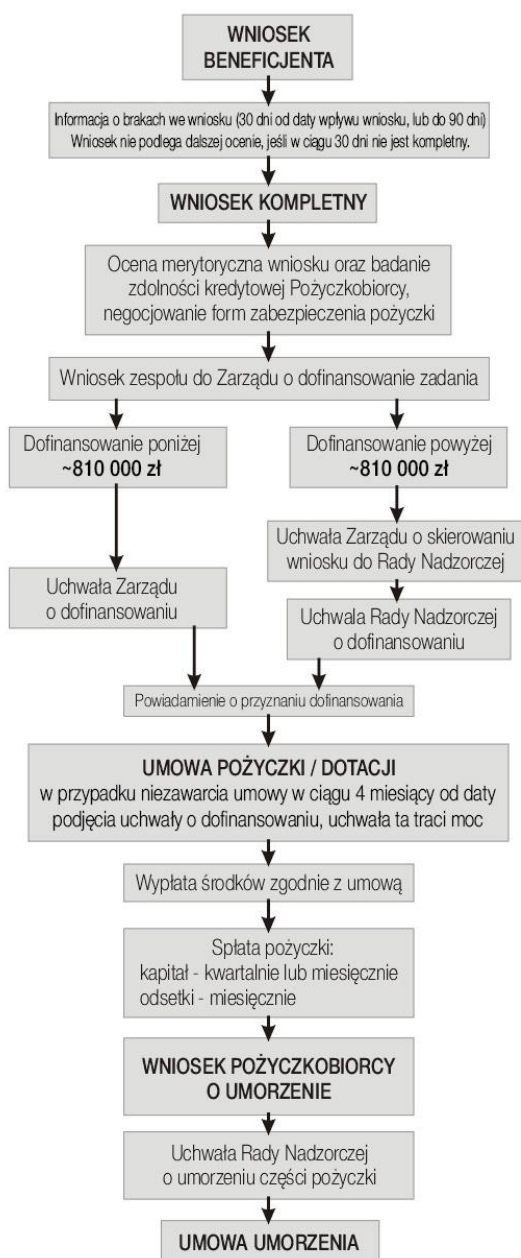 WNIOSEK
BENEFICJENTA
Informacja o brakach we wniosku (30 dni od daty wpływu wniosku, lub do 90 dni)
Wniosek nie podlega dalszej ocenie, jeśli w ciągu 30 dni nie jest kompletny.
WNIOSEK KOMPLETNY
Ocena merytoryczna wniosku oraz badanie
zdolności kredytowej Pożyczkobiorcy,
negocjowanie form zabezpieczenia pożyczki
Wniosek zespołu do Zarządu o dofinansowanie zadania
Dofinansowanie poniżej
~810 000 zł
Dofinansowanie powyżej
~810 000 zł
Uchwała Zarządu o skierowaniu
wniosku do Rady Nadzorczej
Uchwała Zarządu
o dofinansowaniu
Uchwala Rady Nadzorczej
o dofinansowaniu
Powiadamienie o przyznaniu dofinansowania
UMOWA POŻYCZKI / DOTACJI
w przypadku niezawarcia umowy w ciągu 4 miesiący od daty
podjęcia uchwały o dofinansowaniu, uchwała ta traci moc
Wypłata środków zgodnie z umową
Spłata pożyczki:
kapitał - kwartalnie lub miesięcznie
odsetki - miesięcznie
WNIOSEK POŻYCZKOBIORCY
O UMORZENIE
Uchwała Rady Nadzorczej
o umorzeniu części pożyczki
UMOWA UMORZENIA